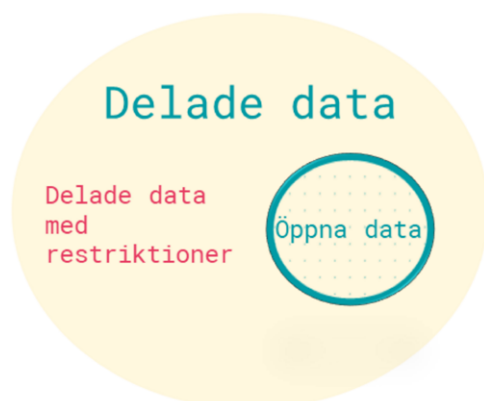 Delade data
Delade data
med
restriktioner
Öppna data